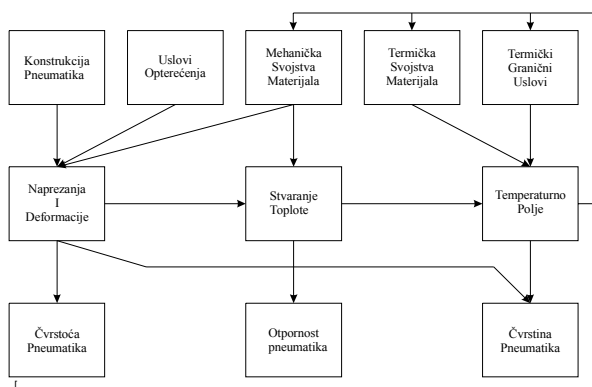 Konstrukcija
Pneumatika
Uslovi
Opterećenja
Mehanička
Svojstva
Materijala
Termička
Svojstva
Materijala
Termički
Granični
Uslovi
Naprezanja
I
Deformacije
Stvaranje
Toplote
Temperaturno
Polje
Čvrstoća
Pneumatika
Otpornost
pneumatika
Čvrstina
Pneumatika